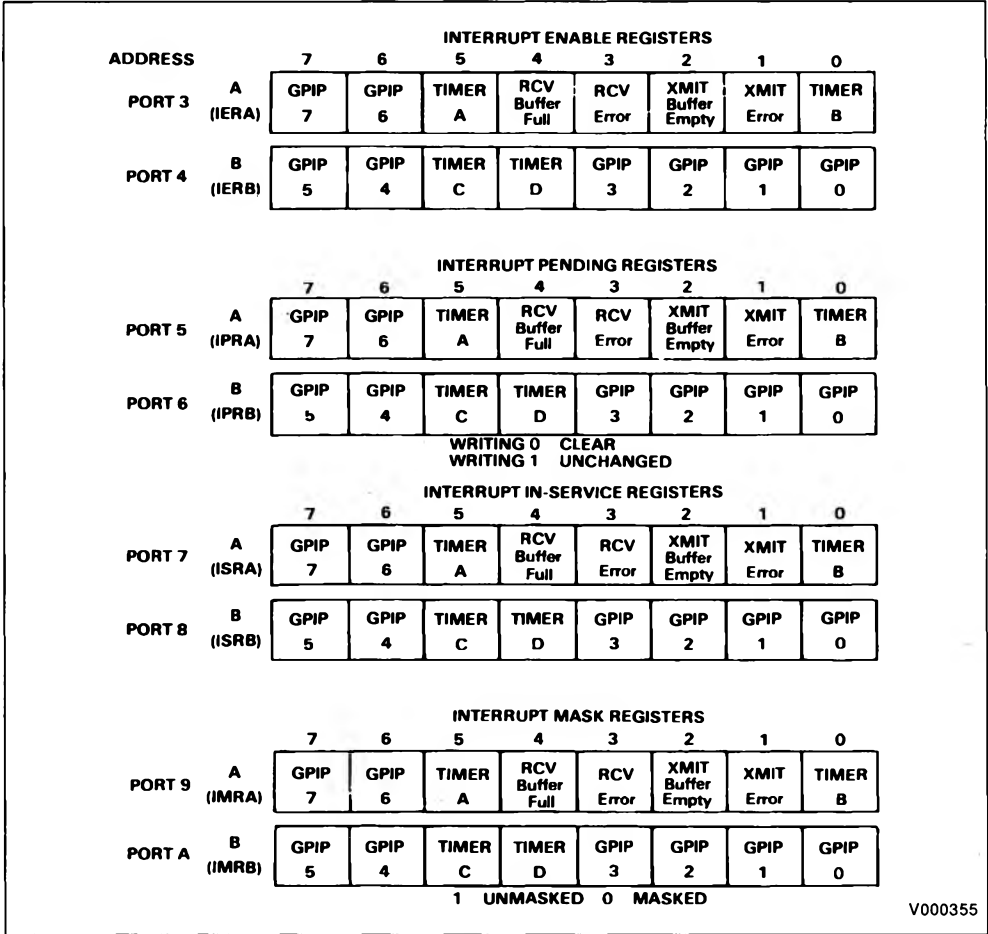 INTERRUPT ENABLE REGISTERS
ADDRESS 7 6 5 4 3 2 1 0
PORT 3 A (IERA) GPIP 7 GPIP 6 TIMER A RCV Buffer Full RCV Error XMIT Buffer Empty XMIT Error TIMER B
PORT 4 B (IERB) GPIP 5 GPIP 4 TIMER C TIMER D GPIP 3 GPIP 2 GPIP 1 GPIP 0
INTERRUPT PENDING REGISTERS
7 6 5 4 3 2 1 0
PORT 5 A (IPRA) GPIP 7 GPIP 6 TIMER A RCV Buffer Full RCV Error XMIT Buffer Empty XMIT Error TIMER B
PORT 6 B (IPRB) GPIP 5 GPIP 4 TIMER C TIMER D GPIP 3 GPIP 2 GPIP 1 GPIP 0
WRITING 0 CLEAR
WRITING 1 UNCHANGED
INTERRUPT IN-SERVICE REGISTERS
7 6 5 4 3 2 1 0
PORT 7 A (ISRA) GPIP 7 GPIP 6 TIMER A RCV Buffer Full RCV Error XMIT Buffer Empty XMIT Error TIMER B
PORT 8 B (ISRB) GPIP 5 GPIP 4 TIMER C TIMER D GPIP 3 GPIP 2 GPIP 1 GPIP 0
INTERRUPT MASK REGISTERS
7 6 5 4 3 2 1 0
PORT 9 A (IMRA) GPIP 7 GPIP 6 TIMER A RCV Buffer Full RCV Error XMIT Buffer Empty XMIT Error TIMER B
PORT A B (IMRB) GPIP 5 GPIP 4 TIMER C TIMER D GPIP 3 GPIP 2 GPIP 1 GPIP 0
1 UNMASKED 0 MASKED
V000355